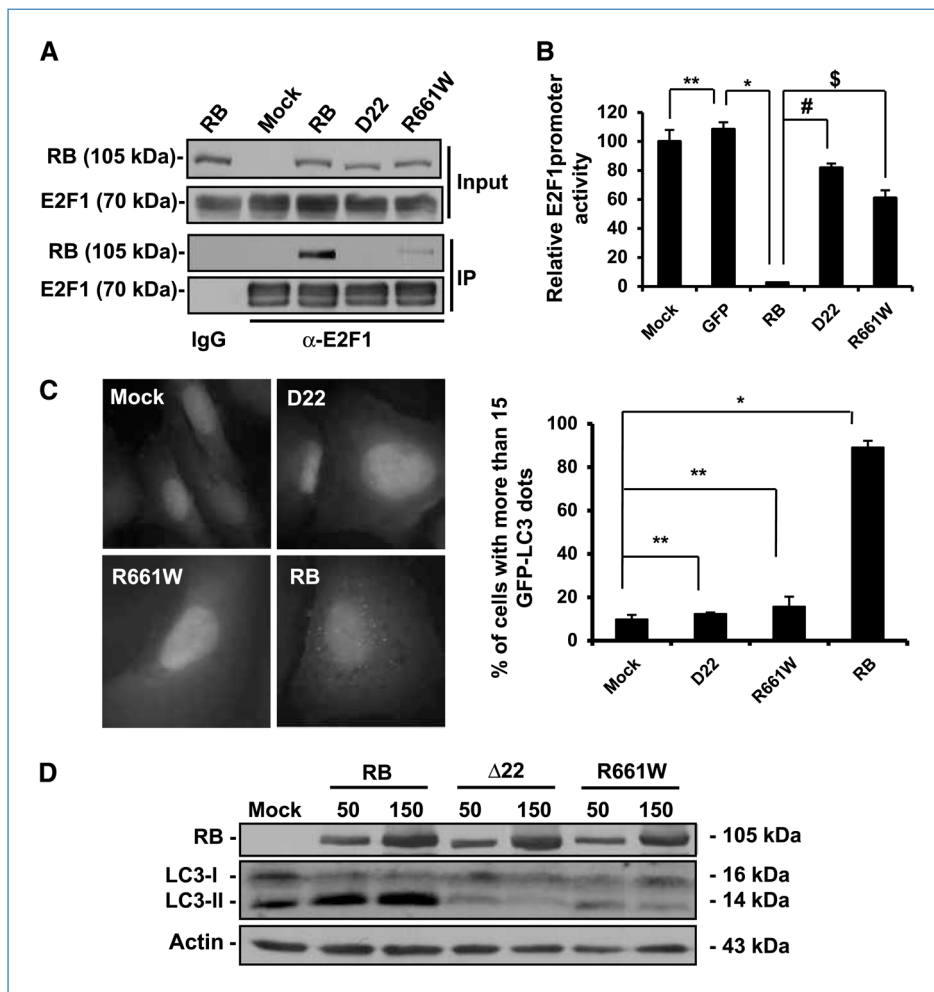 A
RB Mock RB D22 R661W
RB (105 kDa)-
E2F1 (70 kDa)-
Input
RB (105 kDa)-
E2F1 (70 kDa)-
IP
IgG α-E2F1
B
Relative E2F1promoter
activity
120
100
80
60
40
20
0
** * # $
Mock GFP RB D22 R661W
C
Mock
D22
R661W
RB
% of cells with more than 15
GFP-LC3 dots
100
80
60
40
20
0
*
**
**
Mock D22 R661W RB
D
RB Δ22 R661W
Mock 50 150 50 150 50 150
RB - - 105 kDa
LC3-I - - 16 kDa
LC3-II - - 14 kDa
Actin - - 43 kDa